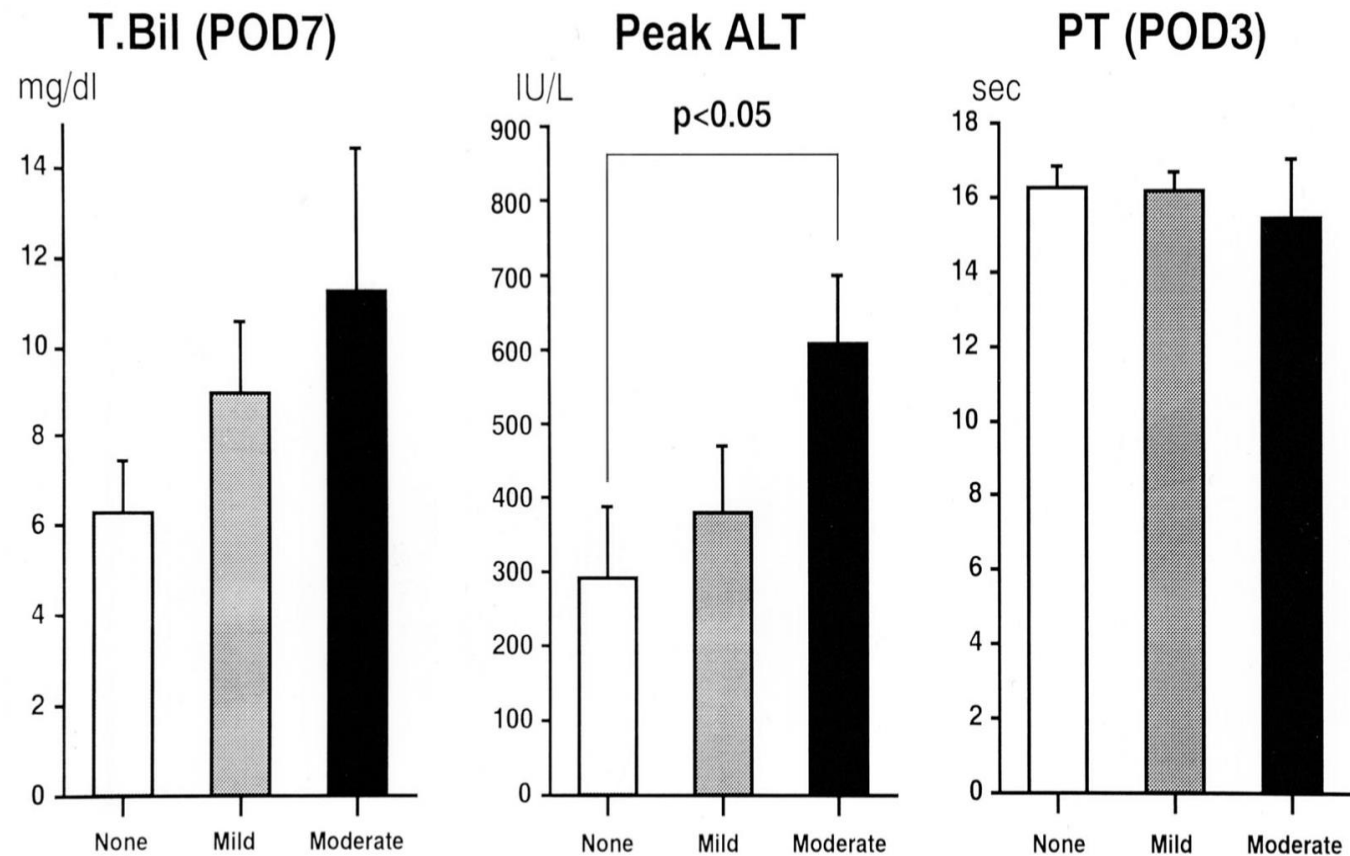 T.Bil (POD7)
mg/dl
14
12
10
8
6
4
2
0
None Mild Moderate
Peak ALT
IU/L
p<0.05
900
800
700
600
500
400
300
200
100
0
None Mild Moderate
PT (POD3)
sec
18
16
14
12
10
8
6
4
2
0
None Mild Moderate